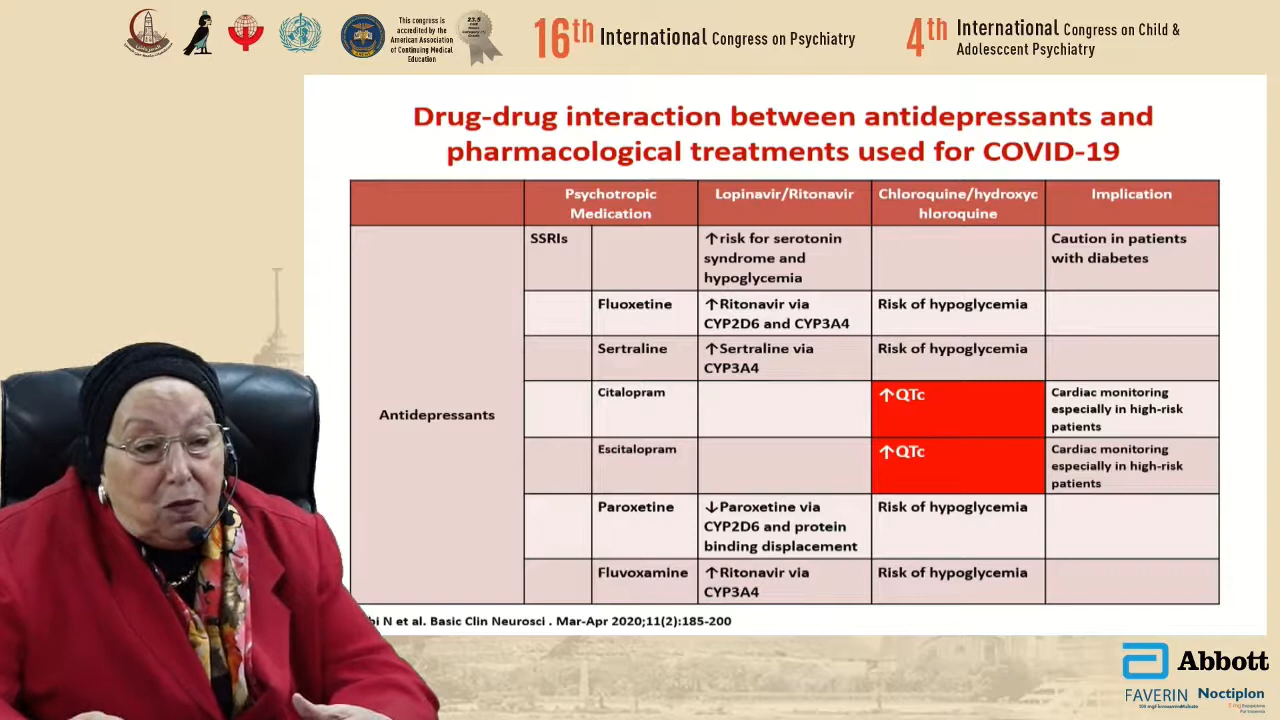 This congress is
accredited by the
American Association
of Continuing Medical
Education
23.5
16th International Congress on Psychiatry
4th International Congress on Child &
Adolesccent Psychiatry
Drug-drug interaction between antidepressants and
pharmacological treatments used for COVID-19
Psychotropic
Medication
Lopinavir/Ritonavir
Chloroquine/hydroxyc
hloroquine
Implication
Antidepressants
SSRIs
↑risk for serotonin
syndrome and
hypoglycemia
Caution in patients
with diabetes
Fluoxetine
↑Ritonavir via
CYP2D6 and CYP3A4
Risk of hypoglycemia
Sertraline
↑Sertraline via
CYP3A4
Risk of hypoglycemia
Citalopram
↑QTc
Cardiac monitoring
especially in high-risk
patients
Escitalopram
↑QTc
Cardiac monitoring
especially in high-risk
patients
Paroxetine
↓Paroxetine via
CYP2D6 and protein
binding displacement
Risk of hypoglycemia
Fluvoxamine
↑Ritonavir via
CYP3A4
Risk of hypoglycemia
N et al. Basic Clin Neurosci . Mar-Apr 2020;11(2):185-200
Abbott
FAVERIN
Noctiplon